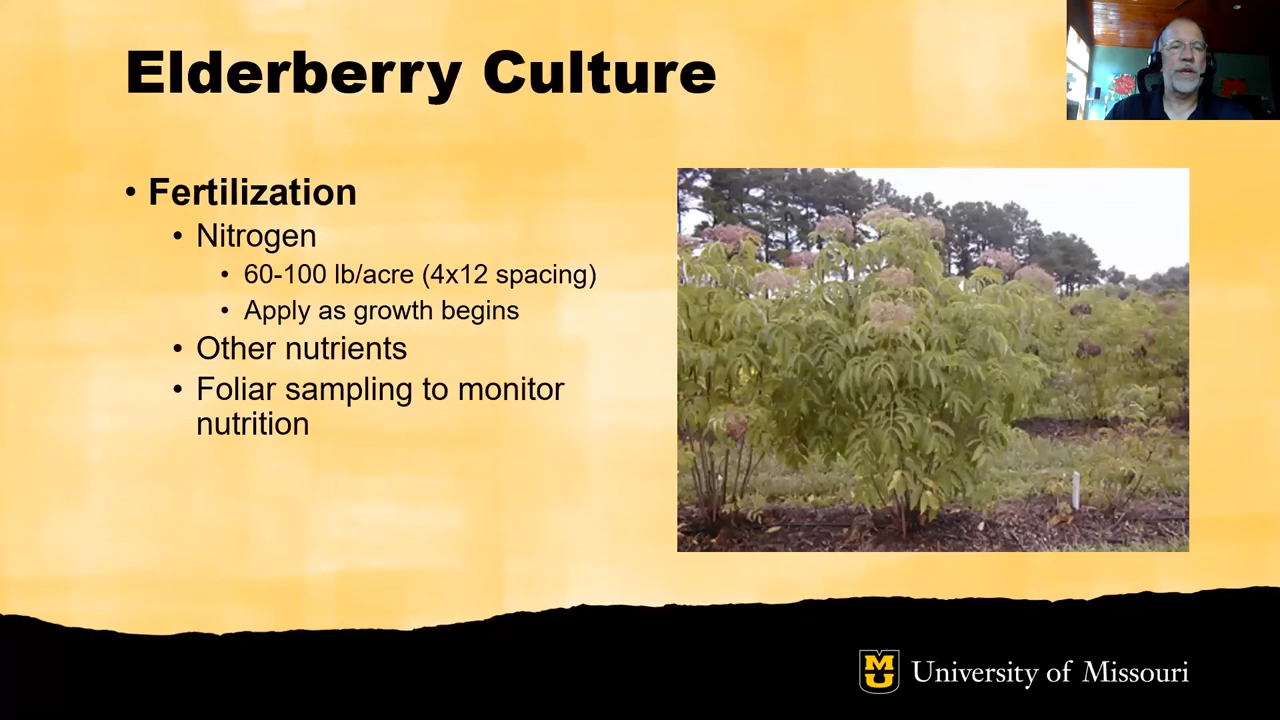 Elderberry Culture
• Fertilization
• Nitrogen
• 60-100 lb/acre (4x12 spacing)
• Apply as growth begins
• Other nutrients
• Foliar sampling to monitor
nutrition
MU
University of Missouri